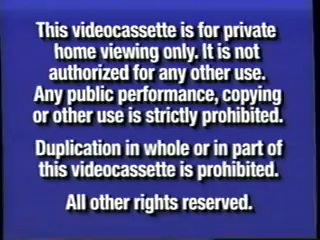 This videocassette is for private
home viewing only. It is not
authorized for any other use.
Any public performance, copying
or other use is strictly prohibited.
Duplication in whole or in part of
this videocassette is prohibited.
All other rights reserved.